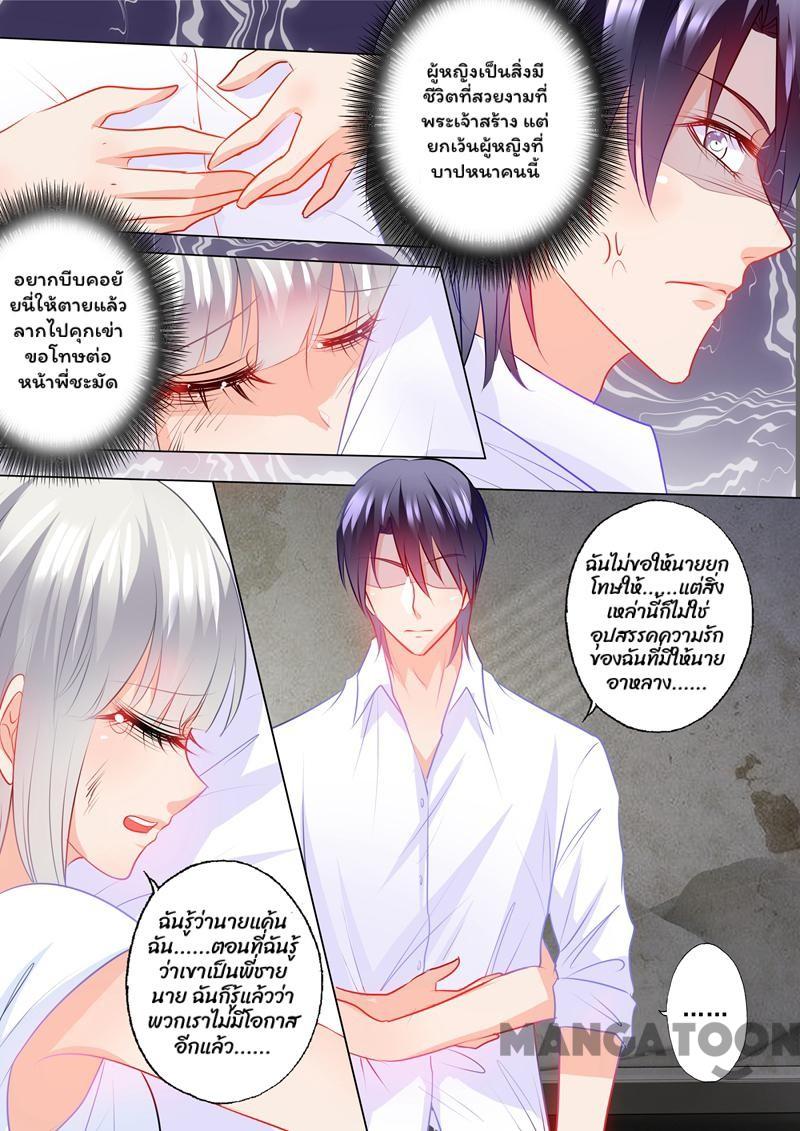 ผู้หญิงเป็นสิ่งมี
ชีวิตที่สวยงามที่
พระเจ้าสร้าง แต่
ยกเว้นผู้หญิงที่
บาปหนาคนนี้
อยากบีบคอยั
ยนี่ให้ตายแล้ว
ลากไปคุกเข่า
ขอโทษต่อ
หน้าพี่ชะมัด
ฉันไม่ขอให้นายยก
โทษให้......แต่สิ่ง
เหล่านี้ก็ไม่ใช่
อุปสรรคความรัก
ของฉันที่มีให้นาย
อาหลาง......
ฉันรู้ว่านายแค้น
ฉัน......ตอนที่ฉันรู้
ว่าเขาเป็นพี่ชาย
นาย ฉันก็รู้แล้วว่า
พวกเราไม่มีโอกาส
อีกแล้ว......
......
MANGATOON